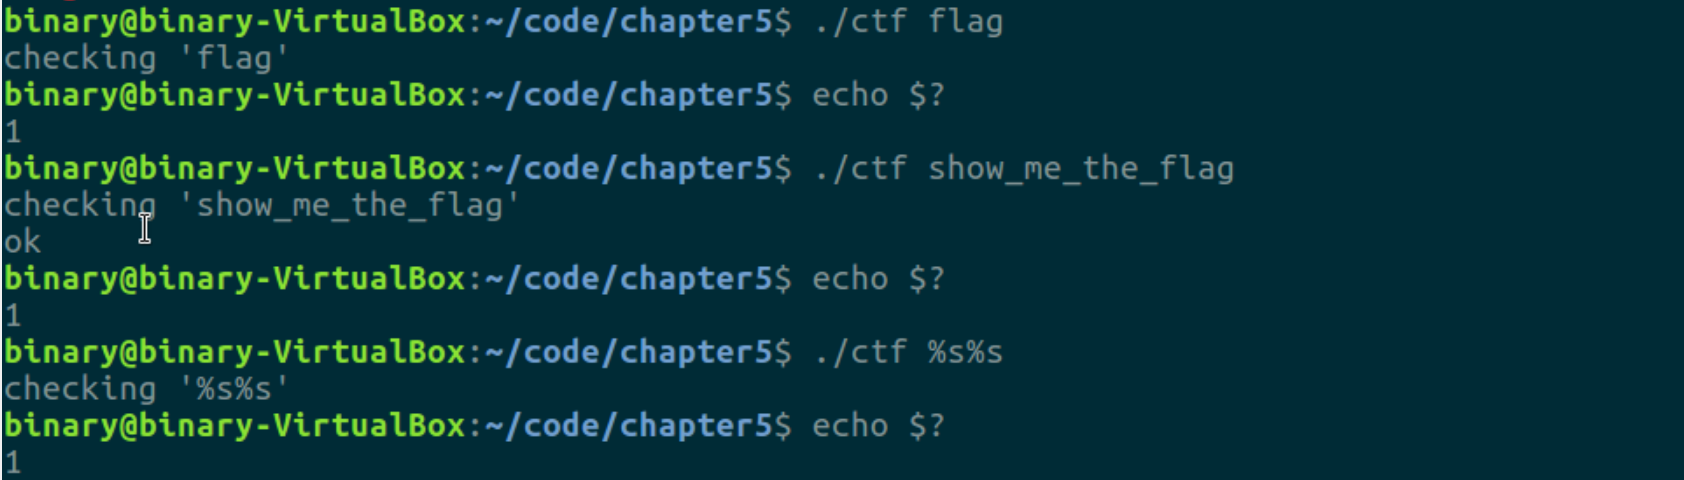 binary@binary-VirtualBox:~/code/chapter5$ ./ctf flag
checking 'flag'
binary@binary-VirtualBox:~/code/chapter5$ echo $?
1
binary@binary-VirtualBox:~/code/chapter5$ ./ctf show_me_the_flag
checking 'show_me_the_flag'
ok
binary@binary-VirtualBox:~/code/chapter5$ echo $?
1
binary@binary-VirtualBox:~/code/chapter5$ ./ctf %s%s
checking '%s%s'
binary@binary-VirtualBox:~/code/chapter5$ echo $?
1